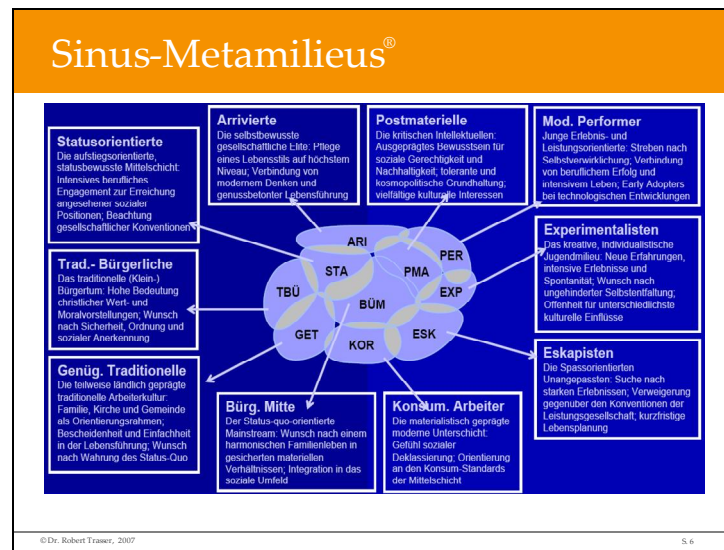 Sinus-Metamilieus®
Statusorientierte
Die aufstiegsorientierte,
statusbewusste Mittelschicht:
Intensives berufliches
Engagement zur Erreichung
angesehener sozialer
Positionen; Beachtung
gesellschaftlicher Konventionen
Arrivierte
Die selbstbewusste
gesellschaftliche Elite: Pflege
eines Lebensstils auf höchstem
Niveau; Verbindung von
modernem Denken und
genussbetonter Lebensführung
Postmaterielle
Die kritischen Intellektuellen:
Ausgeprägtes Bewusstsein für
soziale Gerechtigkeit und
Nachhaltigkeit; tolerante und
kosmopolitische Grundhaltung;
vielfältige kulturelle Interessen
Mod. Performer
Junge Erlebnis- und
Leistungsorientierte: Streben nach
Selbstverwirklichung; Verbindung
von beruflichem Erfolg und
intensivem Leben; Early Adopters
bei technologischen Entwicklungen
Trad.- Bürgerliche
Das traditionelle (Klein-)
Bürgertum: Hohe Bedeutung
christlicher Wert- und
Moralvorstellungen; Wunsch
nach Sicherheit, Ordnung und
sozialer Anerkennung
ARI
STA
TBÜ
GET
BÜM
KOR
PMA
PER
EXP
ESK
Experimentalisten
Das kreative, individualistische
Jugendmilieu: Neue Erfahrungen,
intensive Erlebnisse und
Spontanität; Wunsch nach
ungehinderter Selbstentfaltung;
Offenheit für unterschiedlichste
kulturelle Einflüsse
Genüg. Traditionelle
Die teilweise ländlich geprägte
traditionelle Arbeiterkultur:
Familie, Kirche und Gemeinde
als Orientierungsrahmen;
Bescheidenheit und Einfachheit
in der Lebensführung; Wunsch
nach Wahrung des Status-Quo
Bürg. Mitte
Der Status-quo-orientierte
Mainstream: Wunsch nach einem
harmonischen Familienleben in
gesicherten materiellen
Verhältnissen; Integration in das
soziale Umfeld
Konsum. Arbeiter
Die materialistisch geprägte
moderne Unterschicht:
Gefühl sozialer
Deklassierung; Orientierung
an den Konsum-Standards
der Mittelschicht
Eskapisten
Die Spassorientierten
Unangepassten: Suche nach
starken Erlebnissen; Verweigerung
gegenüber den Konventionen der
Leistungsgesellschaft; kurzfristige
Lebensplanung
© Dr. Robert Trasser, 2007
S. 6